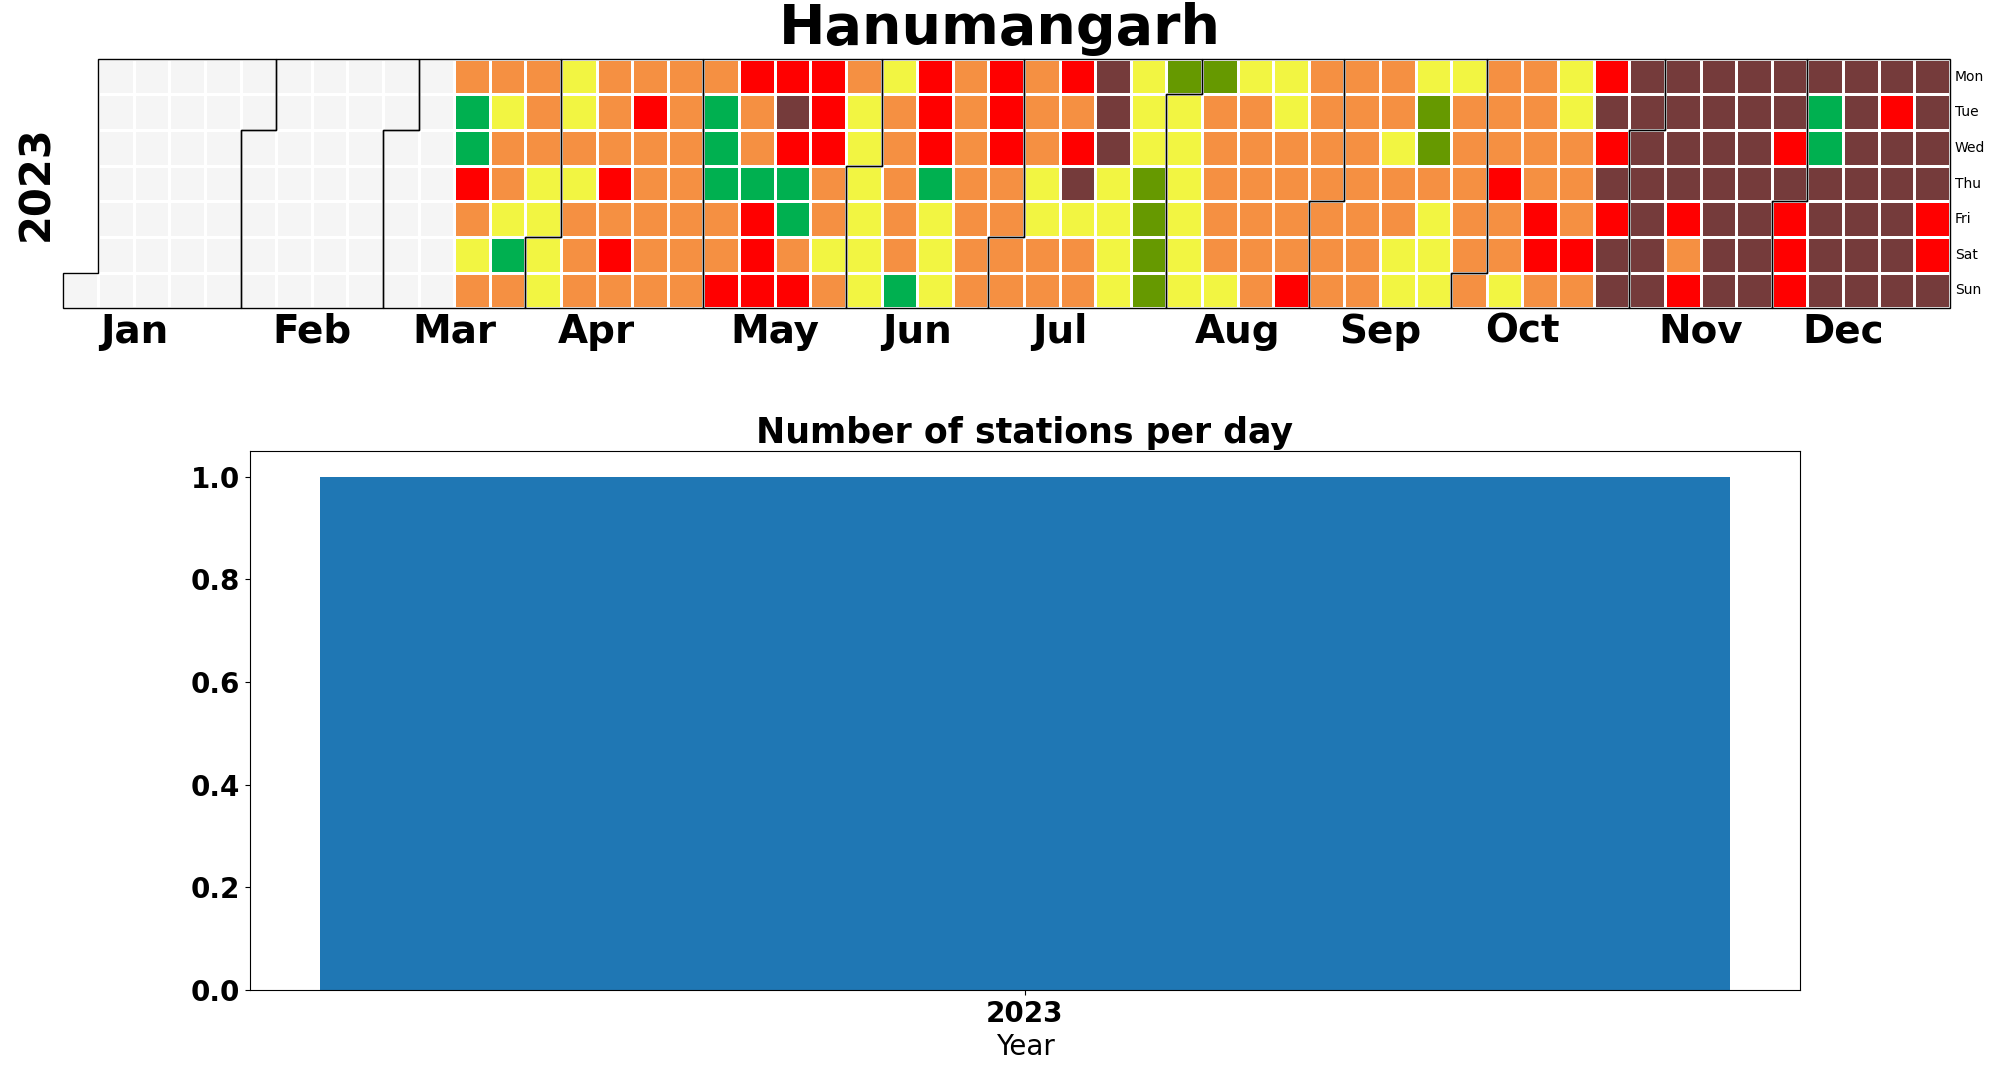 Hanumangarh
2023
Mon
Tue
Wed
Thu
Fri
Sat
Sun
Jan Feb Mar Apr May Jun Jul Aug Sep Oct Nov Dec
Number of stations per day
1.0
0.8
0.6
0.4
0.2
0.0
2023
Year